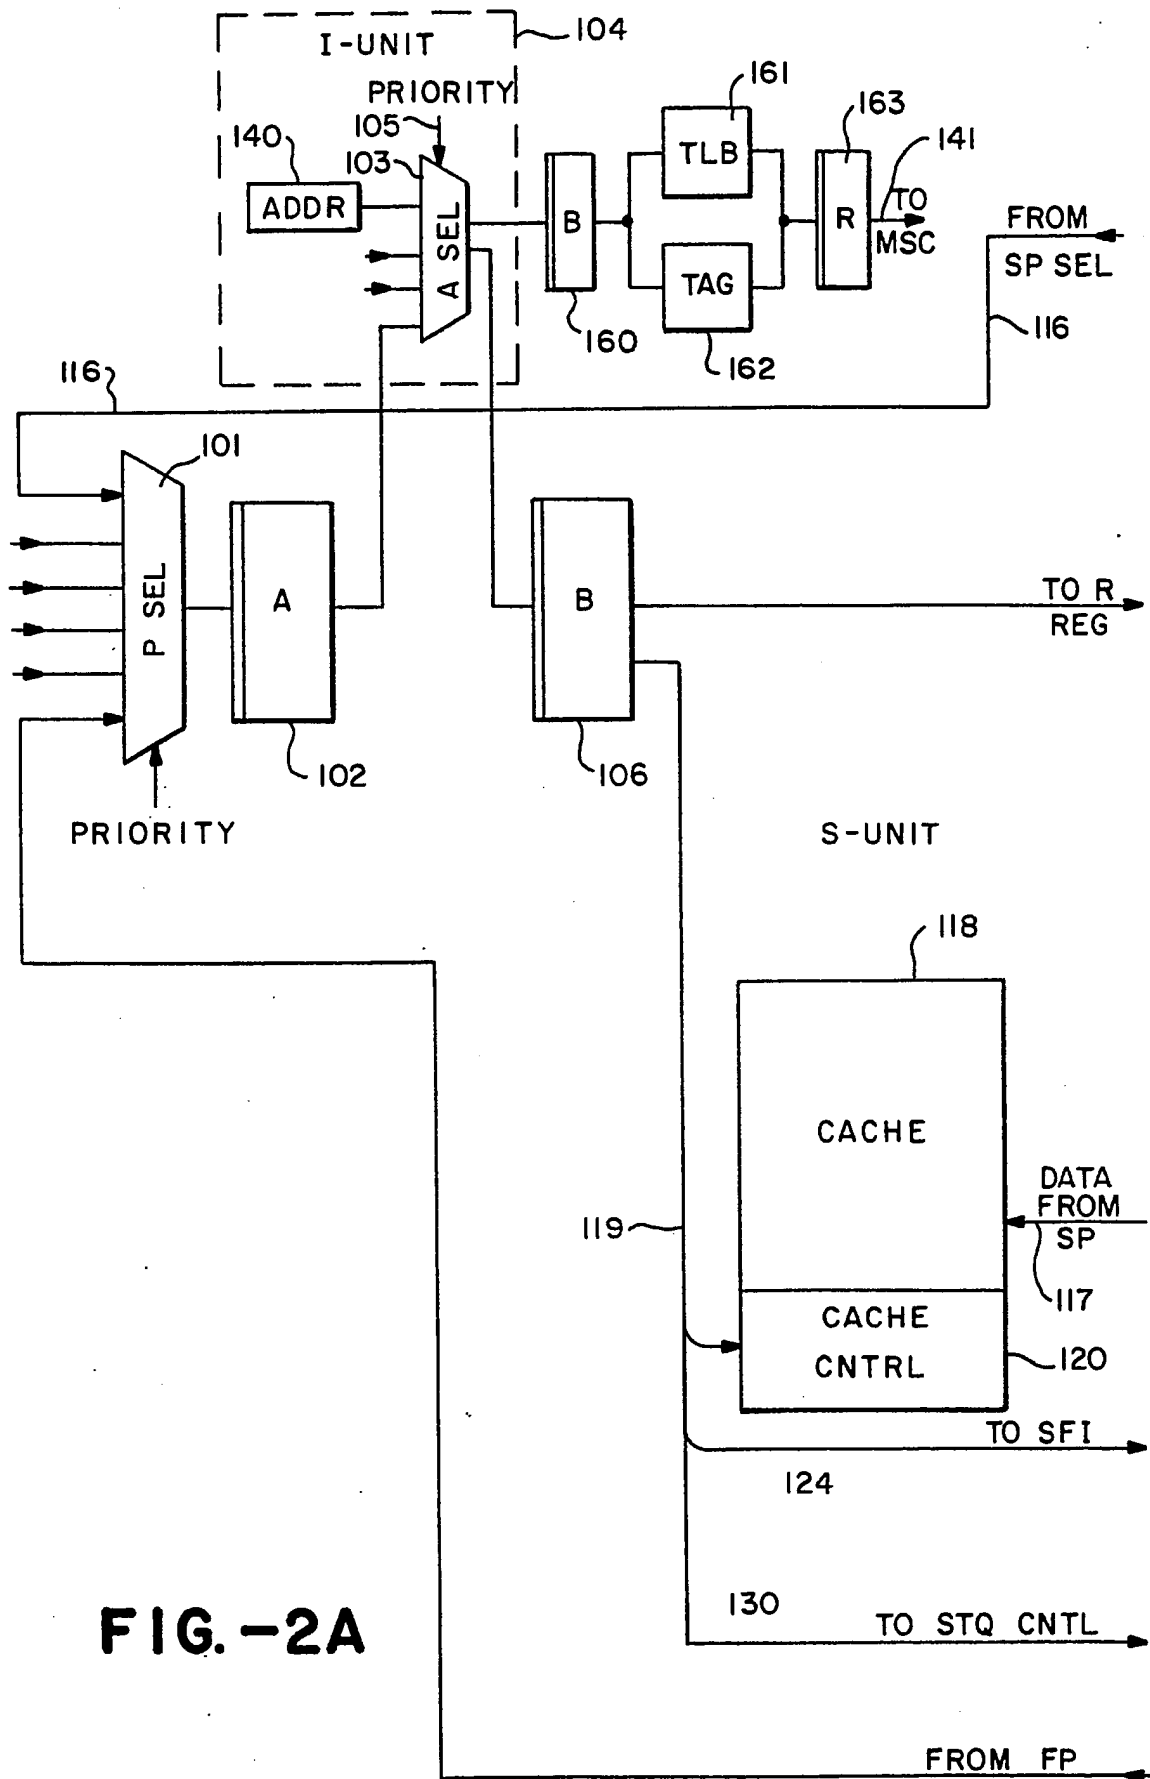 I-UNIT
104
PRIORITY
105
140
103
ADDR
A SEL
B
160
161
TLB
TAG
162
163
R
141
TO
MSC
FROM
SP SEL
116
116
101
P SEL
PRIORITY
A
102
B
106
TO R
REG
S-UNIT
118
CACHE
DATA
FROM
SP
117
119
CACHE
CNTRL
120
TO SFI
124
130
TO STQ CNTL
FROM FP
FIG.-2A